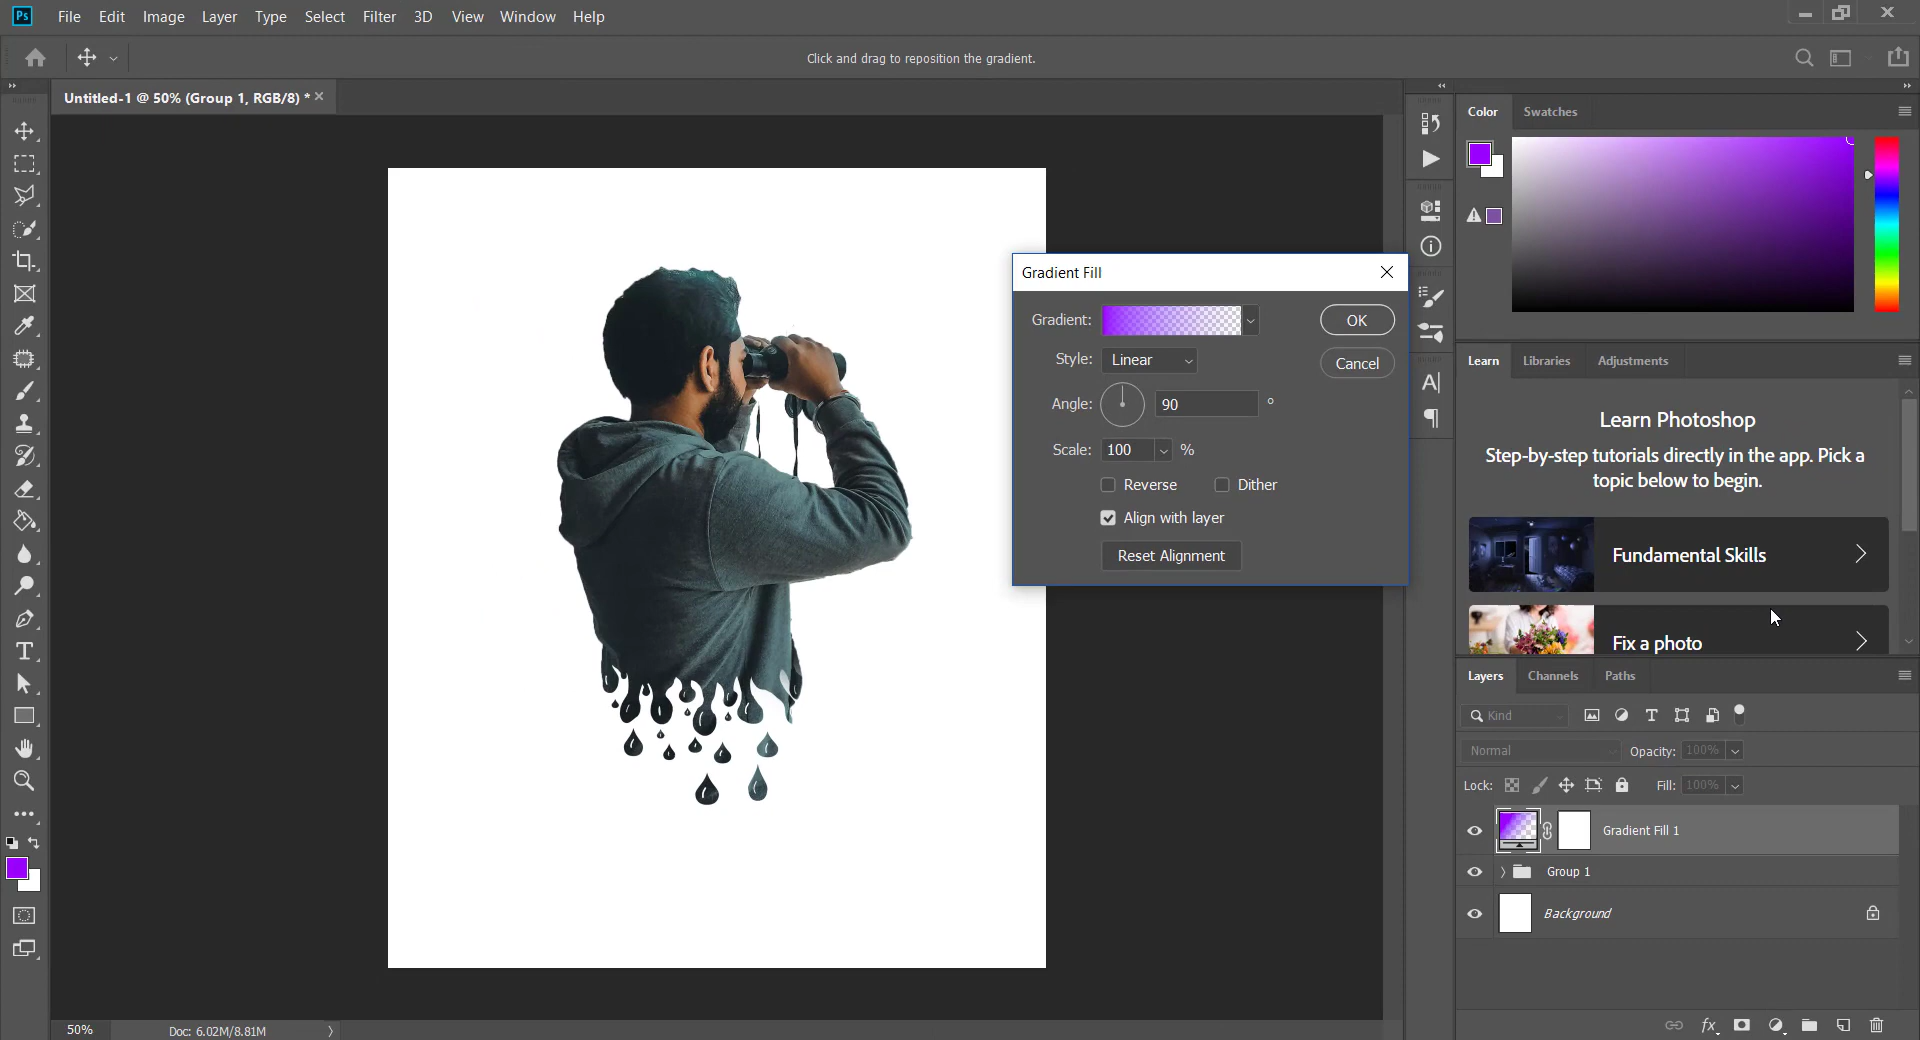 Ps File Edit Image Layer Type Select Filter 3D View Window Help
Click and drag to reposition the gradient.
Untitled-1 @ 50% (Group 1, RGB/8) *
Color Swatches
Gradient Fill
Gradient: OK
Style: Linear Cancel
Angle: 90 °
Scale: 100 %
Reverse Dither
Align with layer
Reset Alignment
Learn Libraries Adjustments
Learn Photoshop
Step-by-step tutorials directly in the app. Pick a
topic below to begin.
Fundamental Skills
Fix a photo
Layers Channels Paths
Kind
Normal Opacity: 100%
Lock: Fill: 100%
Gradient Fill 1
Group 1
Background
50% Doc: 6.02M/8.81M
fx